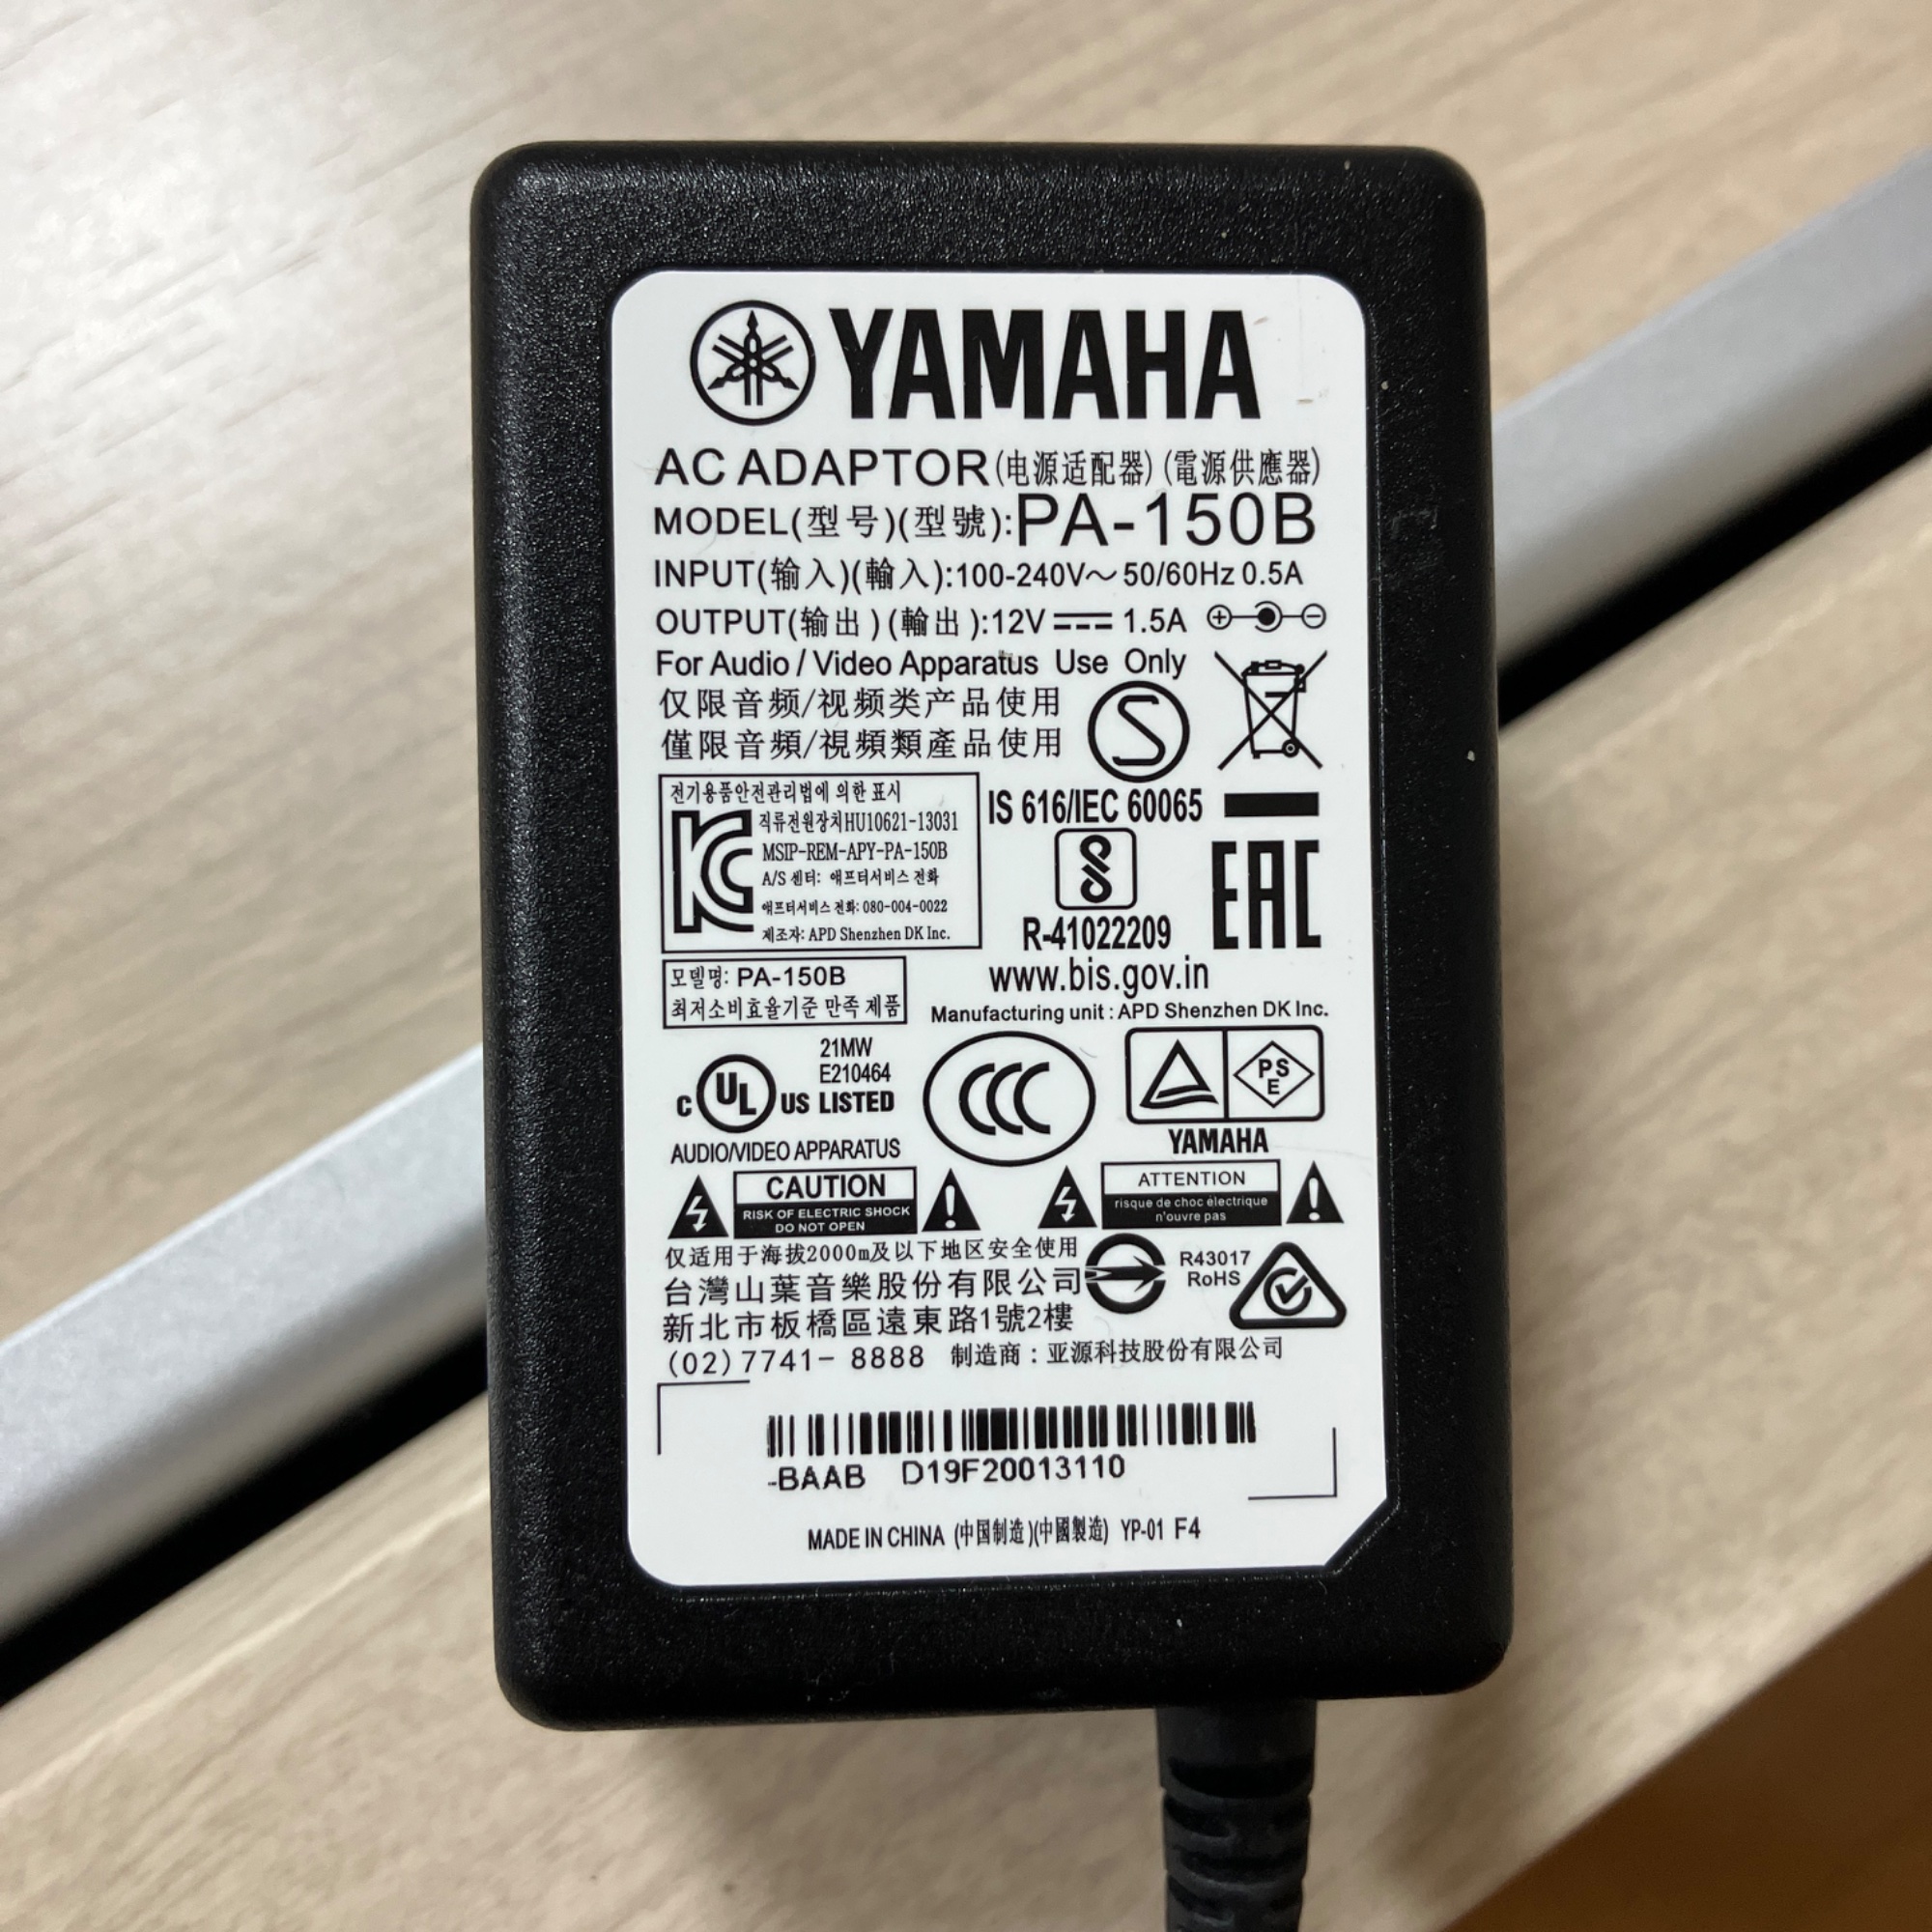 YAMAHA
AC ADAPTOR(电源适配器)(電源供應器)
MODEL(型号)(型號):PA-150B
INPUT(输入)(輸入):100-240V～50/60Hz 0.5A
OUTPUT(输出)(輸出):12V⎓1.5A
For Audio / Video Apparatus Use Only
仅限音频/视频类产品使用
僅限音頻/視頻類產品使用
전기용품안전관리법에 의한 표시
직류전원장치HU10621-13031
MSIP-REM-APY-PA-150B
A/S 센터: 애프터서비스 전화
애프터서비스 전화: 080-004-0022
제조자: APD Shenzhen DK Inc.
IS 616/IEC 60065
R-41022209
www.bis.gov.in
EAC
모델명: PA-150B
최저소비효율기준 만족 제품
Manufacturing unit : APD Shenzhen DK Inc.
21MW
E210464
c UL US LISTED
AUDIO/VIDEO APPARATUS
CCC
PS
E
YAMAHA
CAUTION
RISK OF ELECTRIC SHOCK
DO NOT OPEN
ATTENTION
risque de choc électrique
n'ouvre pas
仅适用于海拔2000m及以下地区安全使用
台灣山葉音樂股份有限公司
新北市板橋區遠東路1號2樓
(02)7741- 8888 制造商：亚源科技股份有限公司
R43017
RoHS
-BAAB D19F20013110
MADE IN CHINA (中国制造)(中國製造) YP-01 F4